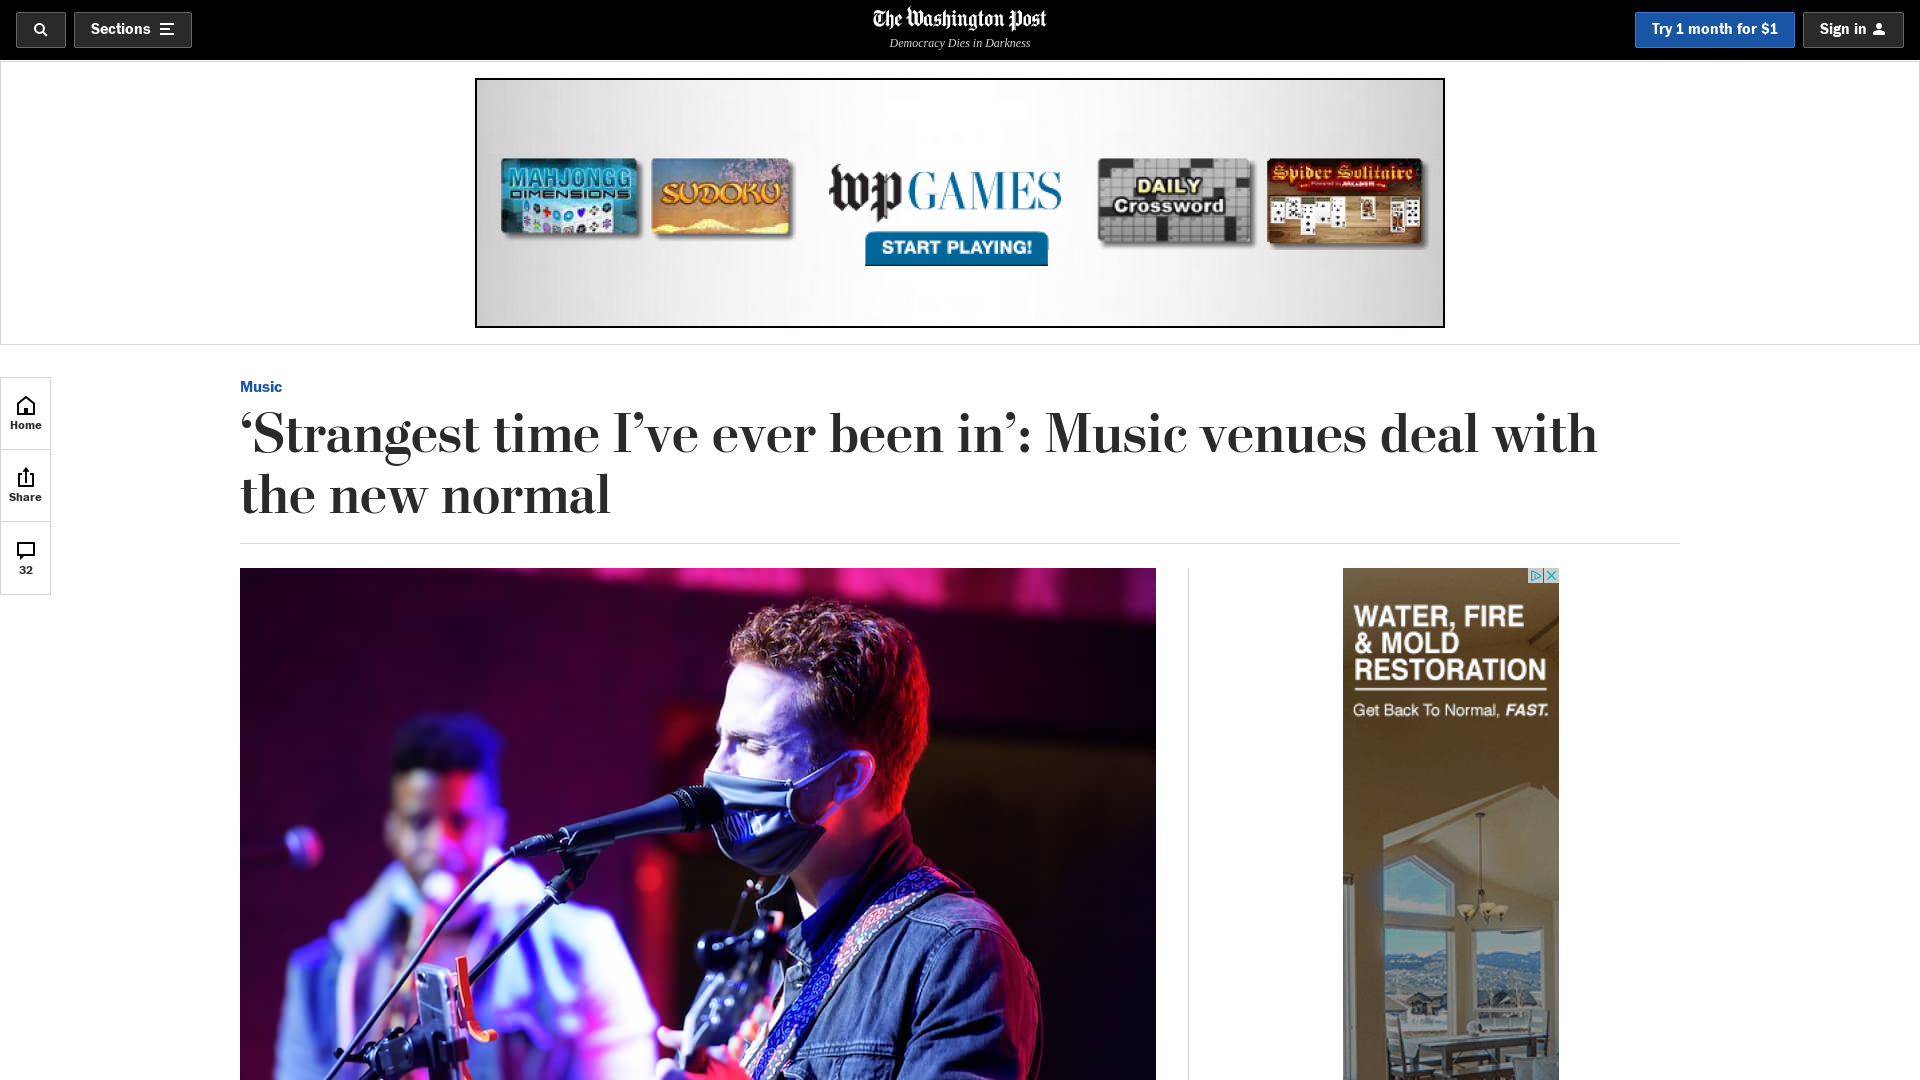 Sections
The Washington Post
Democracy Dies in Darkness
Try 1 month for $1
Sign in
MAHJONGG
DIMENSIONS
SUDOKU
wp GAMES
START PLAYING!
DAILY
Crossword
Spider Solitaire
Home
Share
32
Music
‘Strangest time I’ve ever been in’: Music venues deal with
the new normal
WATER, FIRE
& MOLD
RESTORATION
Get Back To Normal, FAST.